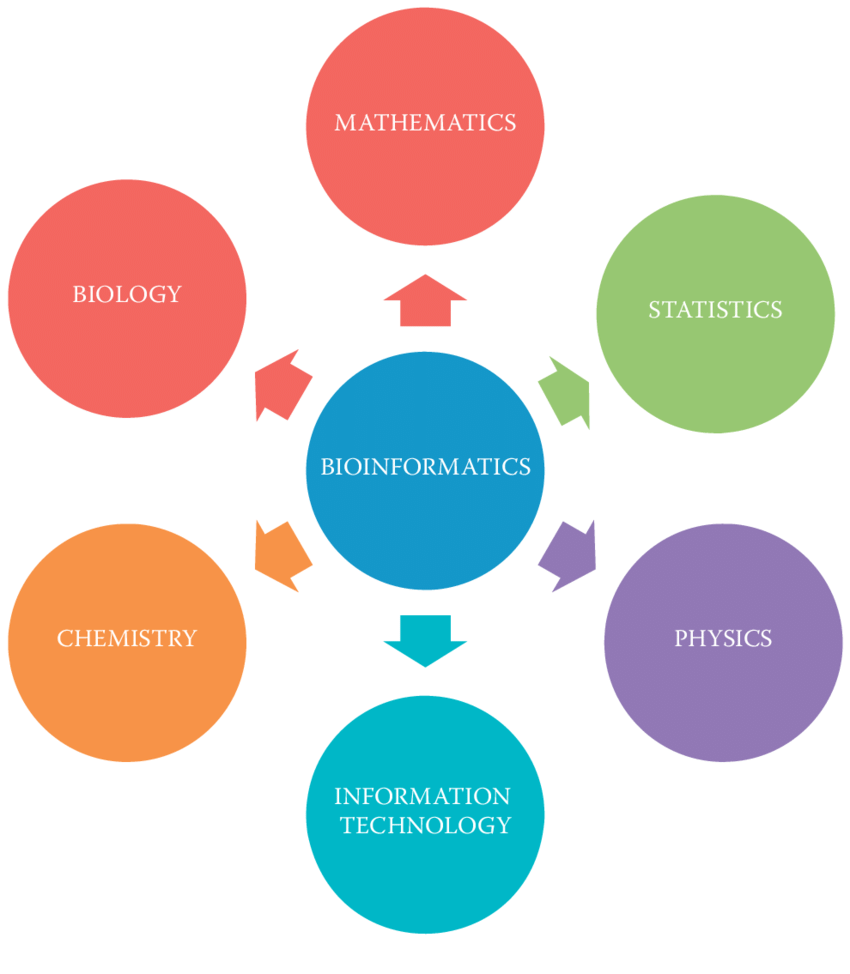 MATHEMATICS
BIOLOGY
STATISTICS
BIOINFORMATICS
CHEMISTRY
PHYSICS
INFORMATION
TECHNOLOGY